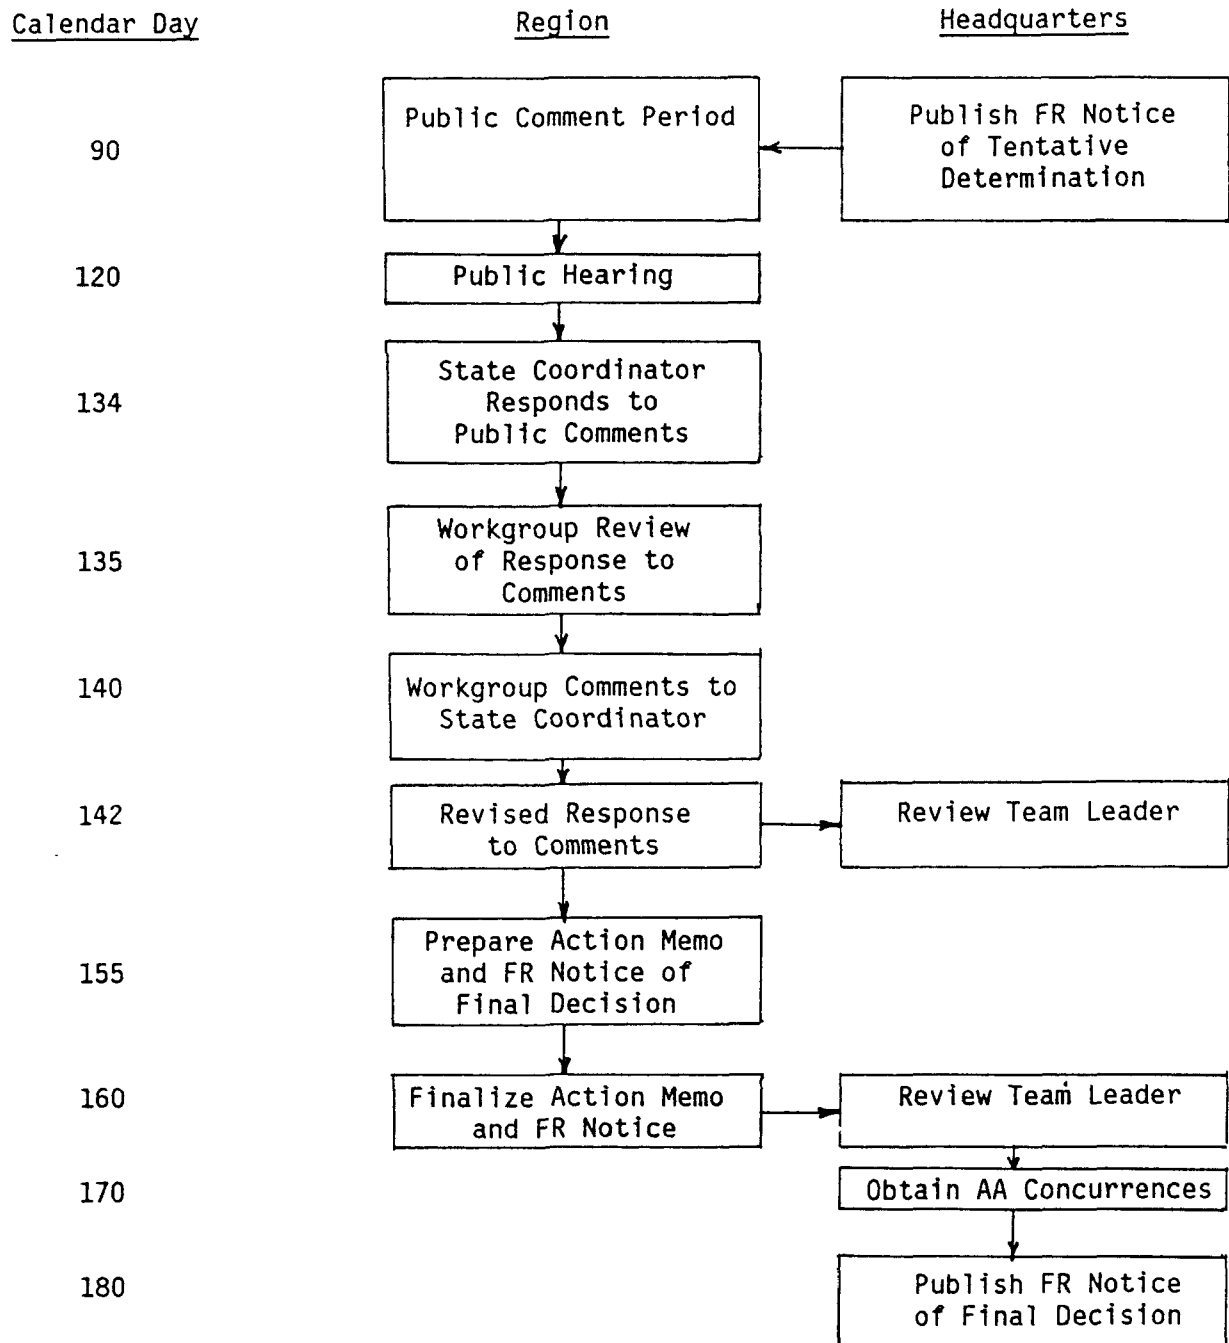 Calendar Day
Region
Headquarters
90
Public Comment Period
Publish FR Notice
of Tentative
Determination
120
Public Hearing
134
State Coordinator
Responds to
Public Comments
135
Workgroup Review
of Response to
Comments
140
Workgroup Comments to
State Coordinator
142
Revised Response
to Comments
Review Team Leader
155
Prepare Action Memo
and FR Notice of
Final Decision
160
Finalize Action Memo
and FR Notice
Review Team Leader
170
Obtain AA Concurrences
180
Publish FR Notice
of Final Decision